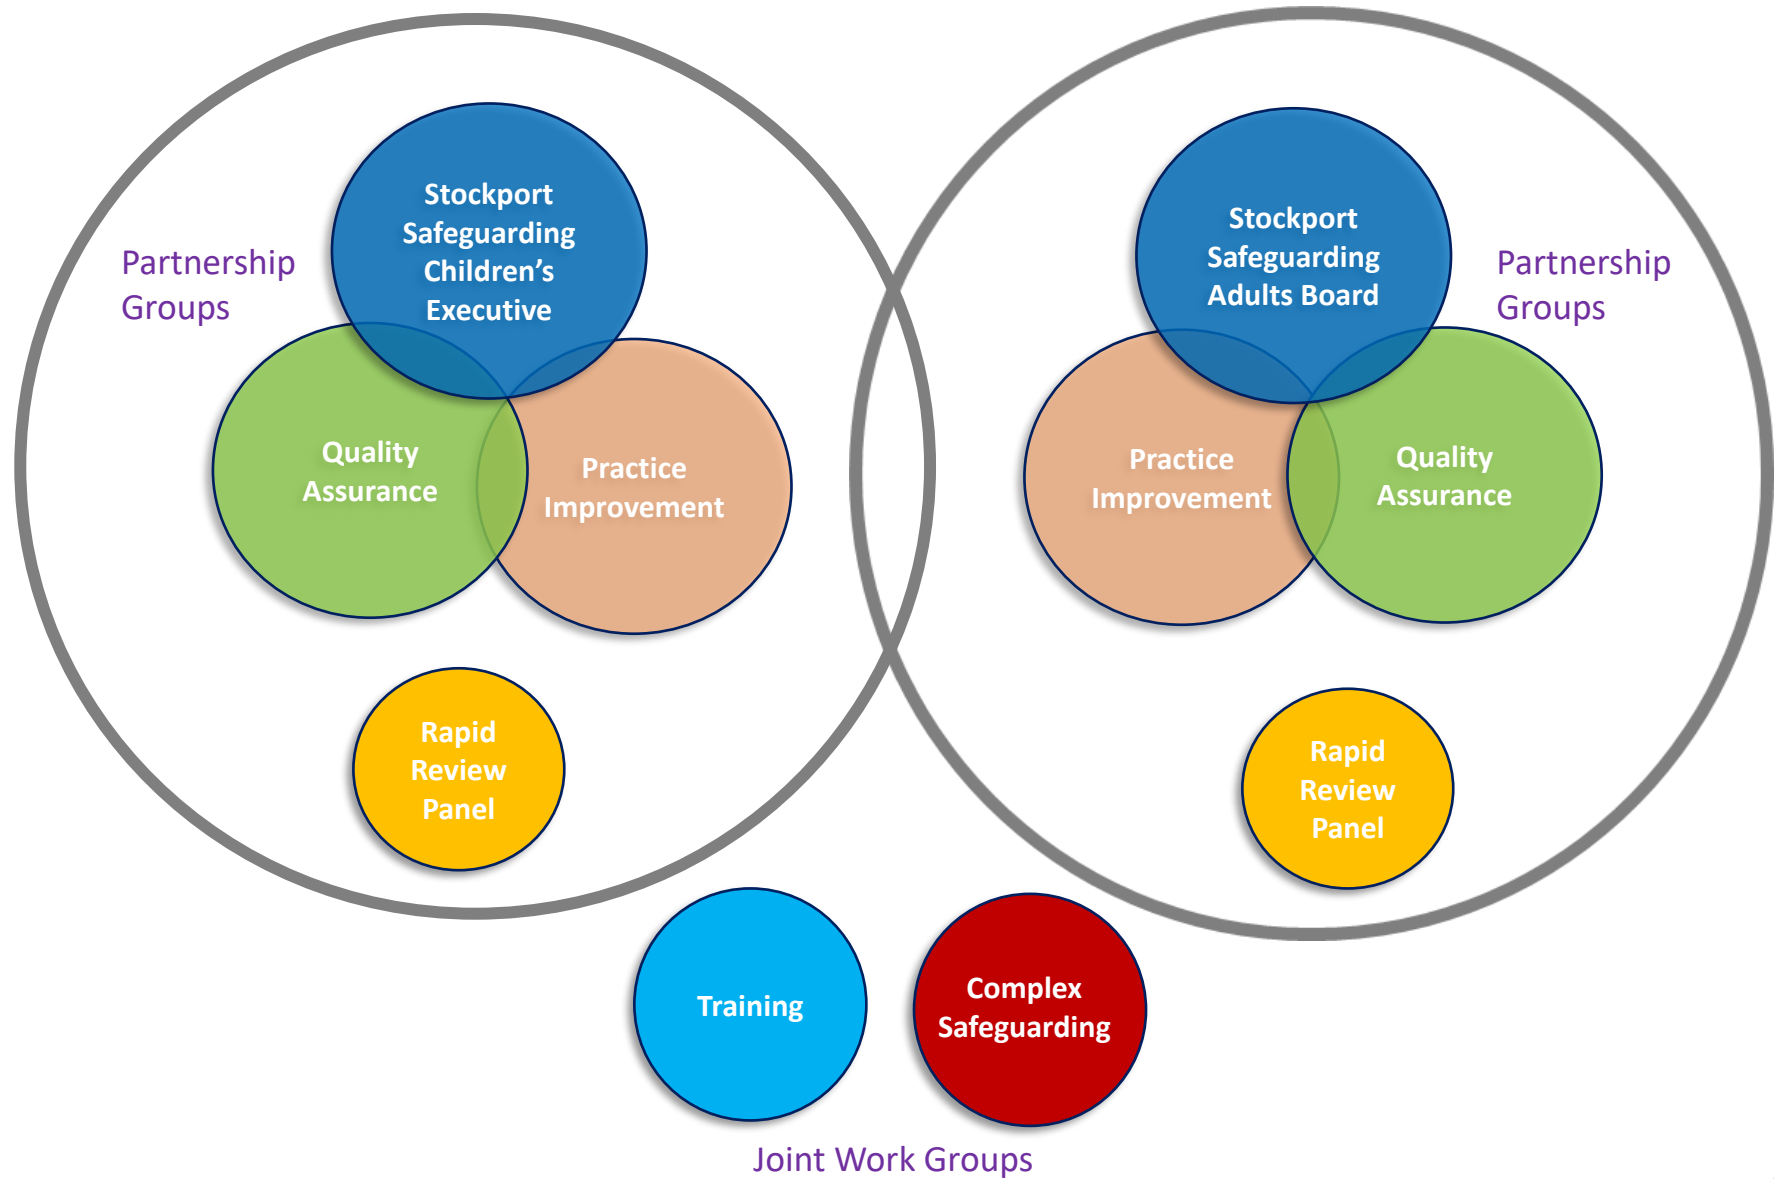 Stockport
Safeguarding
Children’s
Executive
Partnership
Groups
Quality
Assurance
Practice
Improvement
Rapid
Review
Panel
Stockport
Safeguarding
Adults Board
Partnership
Groups
Practice
Improvement
Quality
Assurance
Rapid
Review
Panel
Training
Complex
Safeguarding
Joint Work Groups